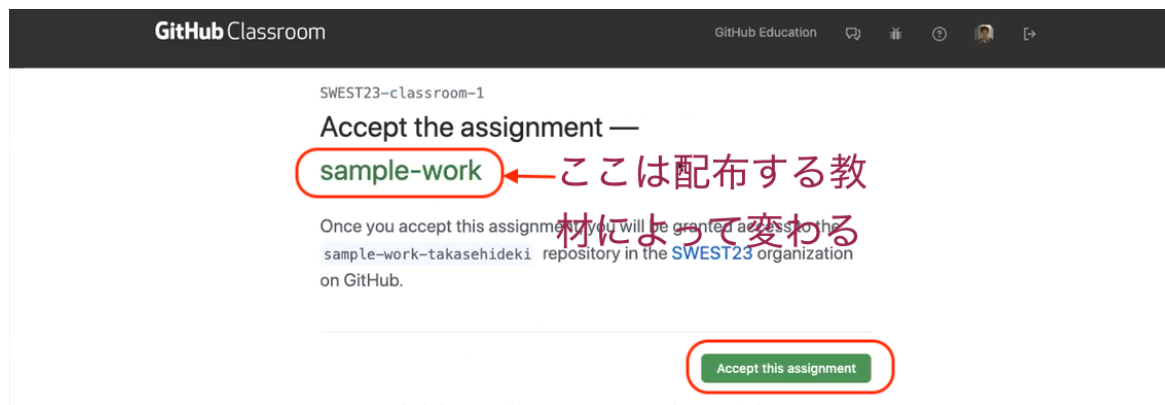 GitHub Classroom
GitHub Education
SWEST23-classroom-1
Accept the assignment —
sample-work
ここは配布する教
材によって変わる
Once you accept this assignment, you will be granted access to the
sample-work-takasehideki repository in the SWEST23 organization
on GitHub.
Accept this assignment